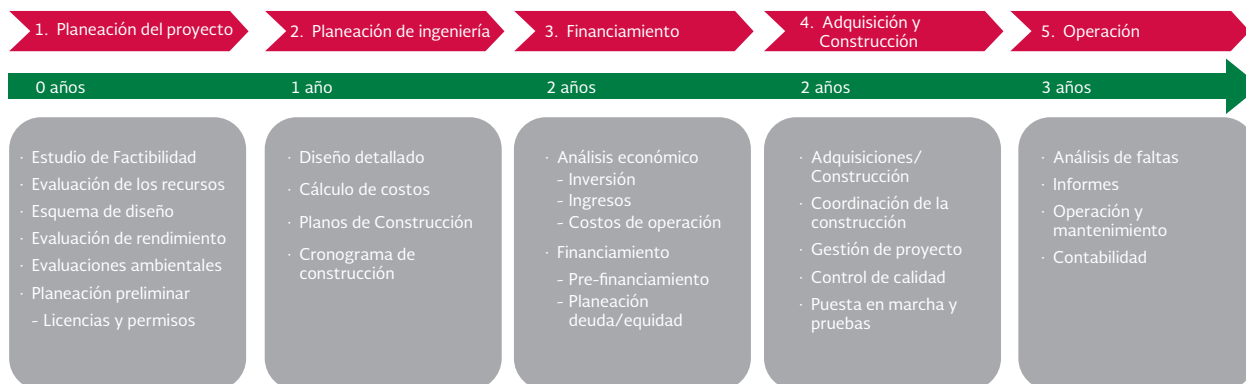 1. Planeación del proyecto
2. Planeación de ingeniería
3. Financiamiento
4. Adquisición y
Construcción
5. Operación
0 años
1 año
2 años
2 años
3 años
· Estudio de Factibilidad
· Evaluación de los recursos
· Esquema de diseño
· Evaluación de rendimiento
· Evaluaciones ambientales
· Planeación preliminar
- Licencias y permisos
· Diseño detallado
· Cálculo de costos
· Planos de Construcción
· Cronograma de
construcción
· Análisis económico
- Inversión
- Ingresos
- Costos de operación
· Financiamiento
- Pre-financiamiento
- Planeación
deuda/equidad
· Adquisiciones/
Construcción
· Coordinación de la
construcción
· Gestión de proyecto
· Control de calidad
· Puesta en marcha y
pruebas
· Análisis de faltas
· Informes
· Operación y
mantenimiento
· Contabilidad